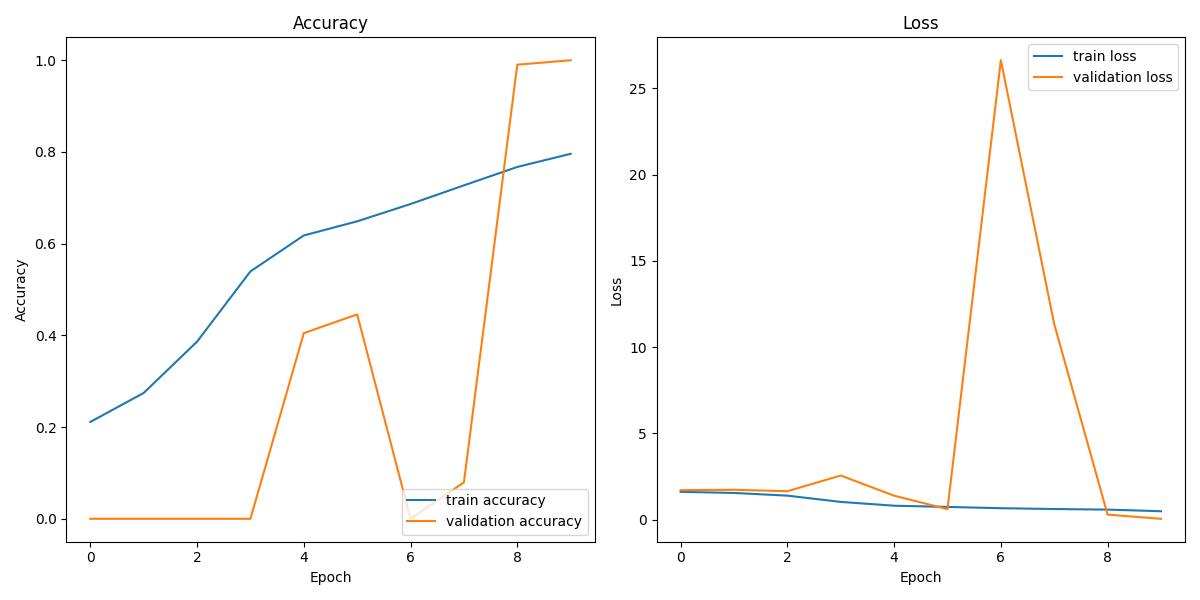 Accuracy
1.0
0.8
0.6
0.4
0.2
0.0
Accuracy
train accuracy
validation accuracy
0 2 4 6 8
Epoch
Loss
25
20
15
10
5
0
Loss
train loss
validation loss
0 2 4 6 8
Epoch